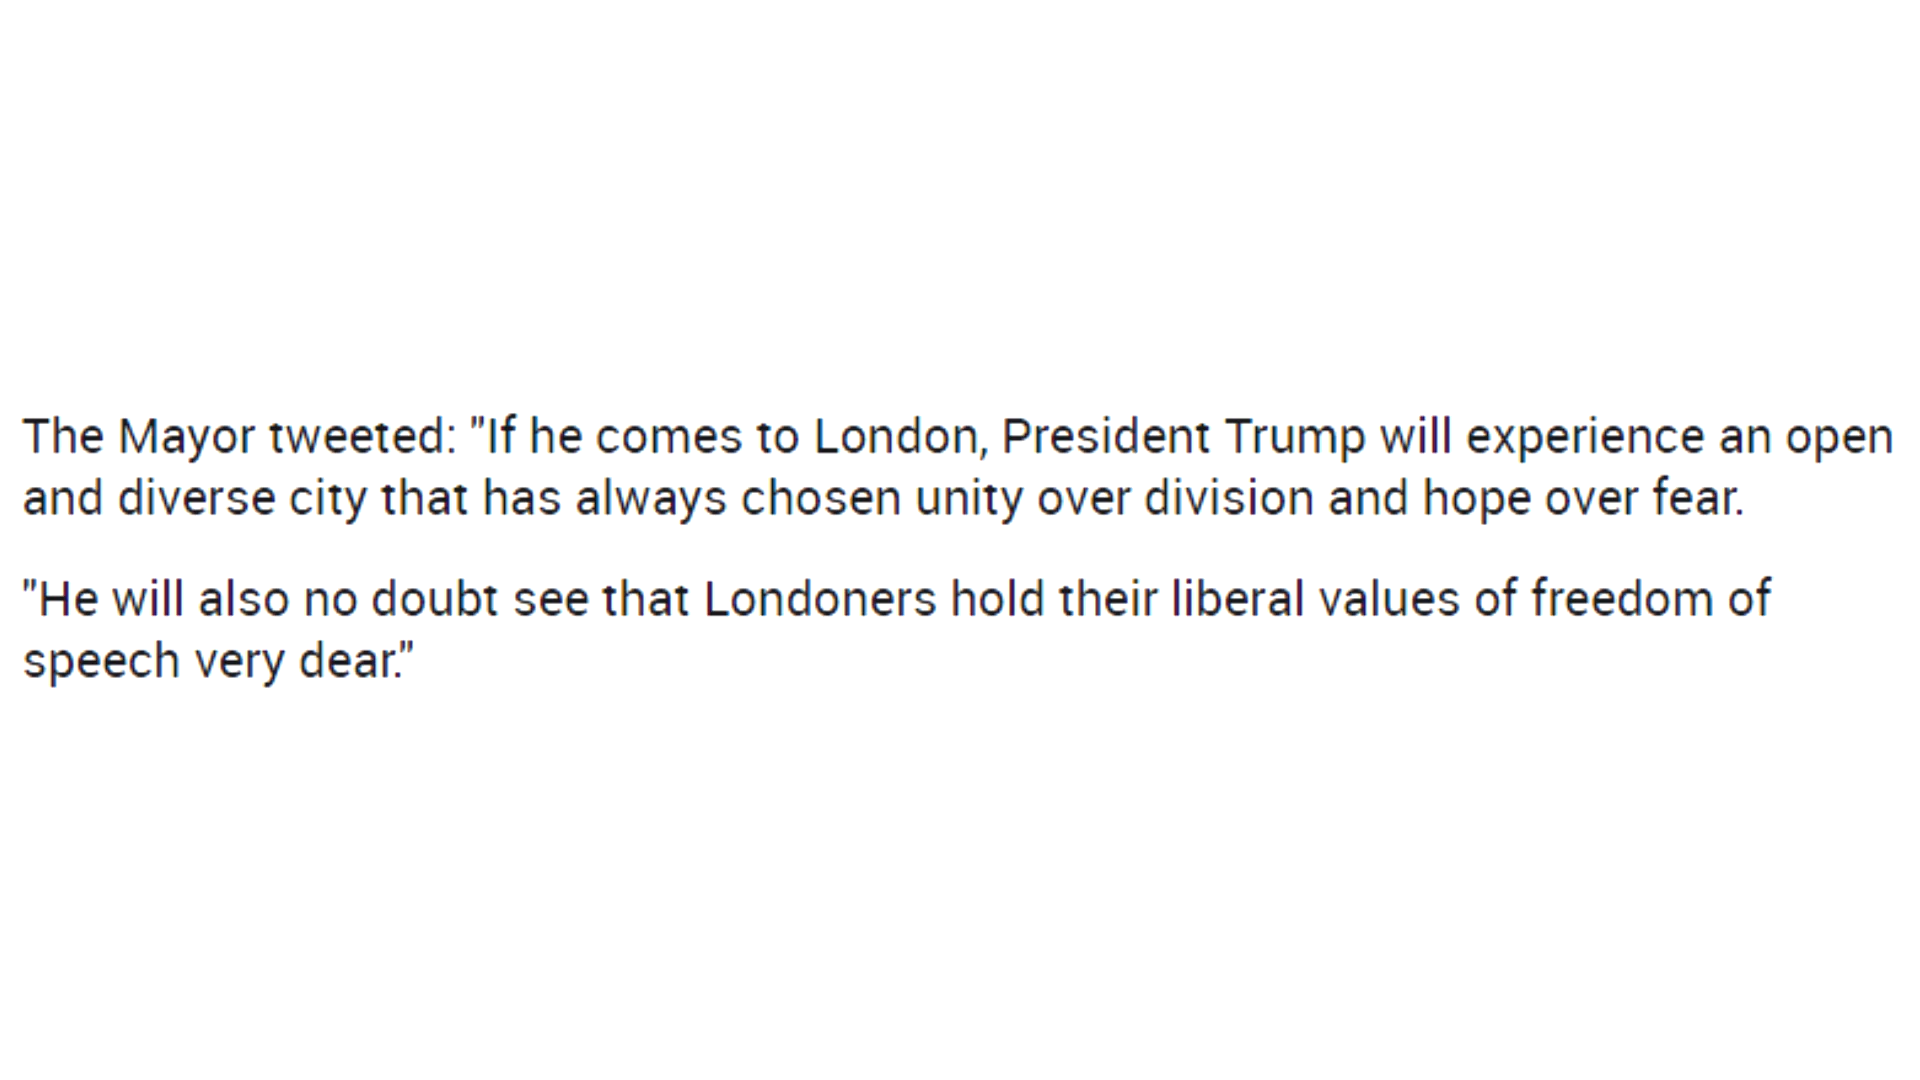 The Mayor tweeted: "If he comes to London, President Trump will experience an open
and diverse city that has always chosen unity over division and hope over fear.
"He will also no doubt see that Londoners hold their liberal values of freedom of
speech very dear."